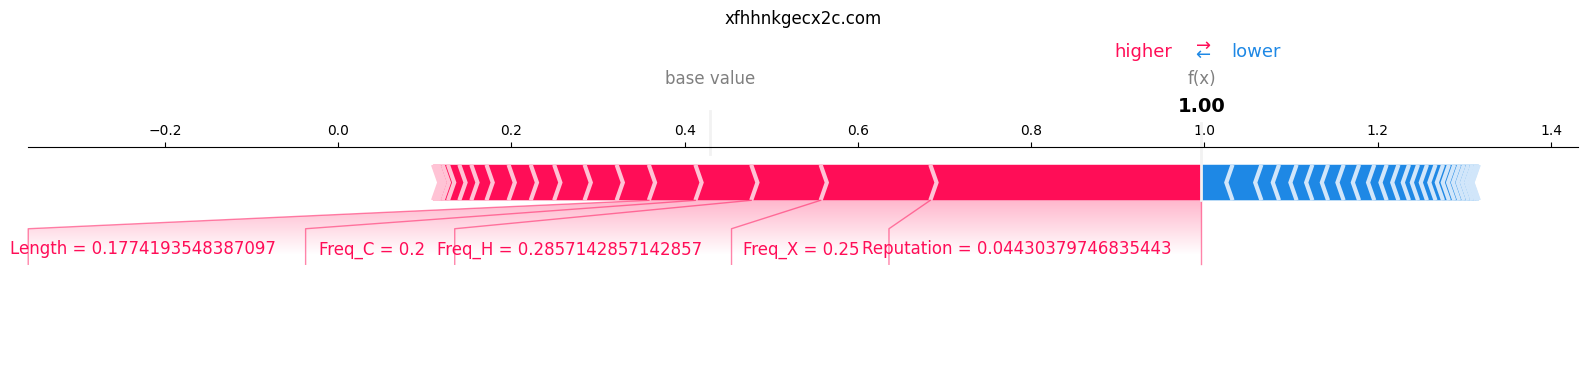 xfhhnkgecx2c.com
higher ⇄ lower
base value f(x)
1.00
−0.2 0.0 0.2 0.4 0.6 0.8 1.0 1.2 1.4
Length = 0.1774193548387097 Freq_C = 0.2 Freq_H = 0.2857142857142857 Freq_X = 0.25 Reputation = 0.04430379746835443